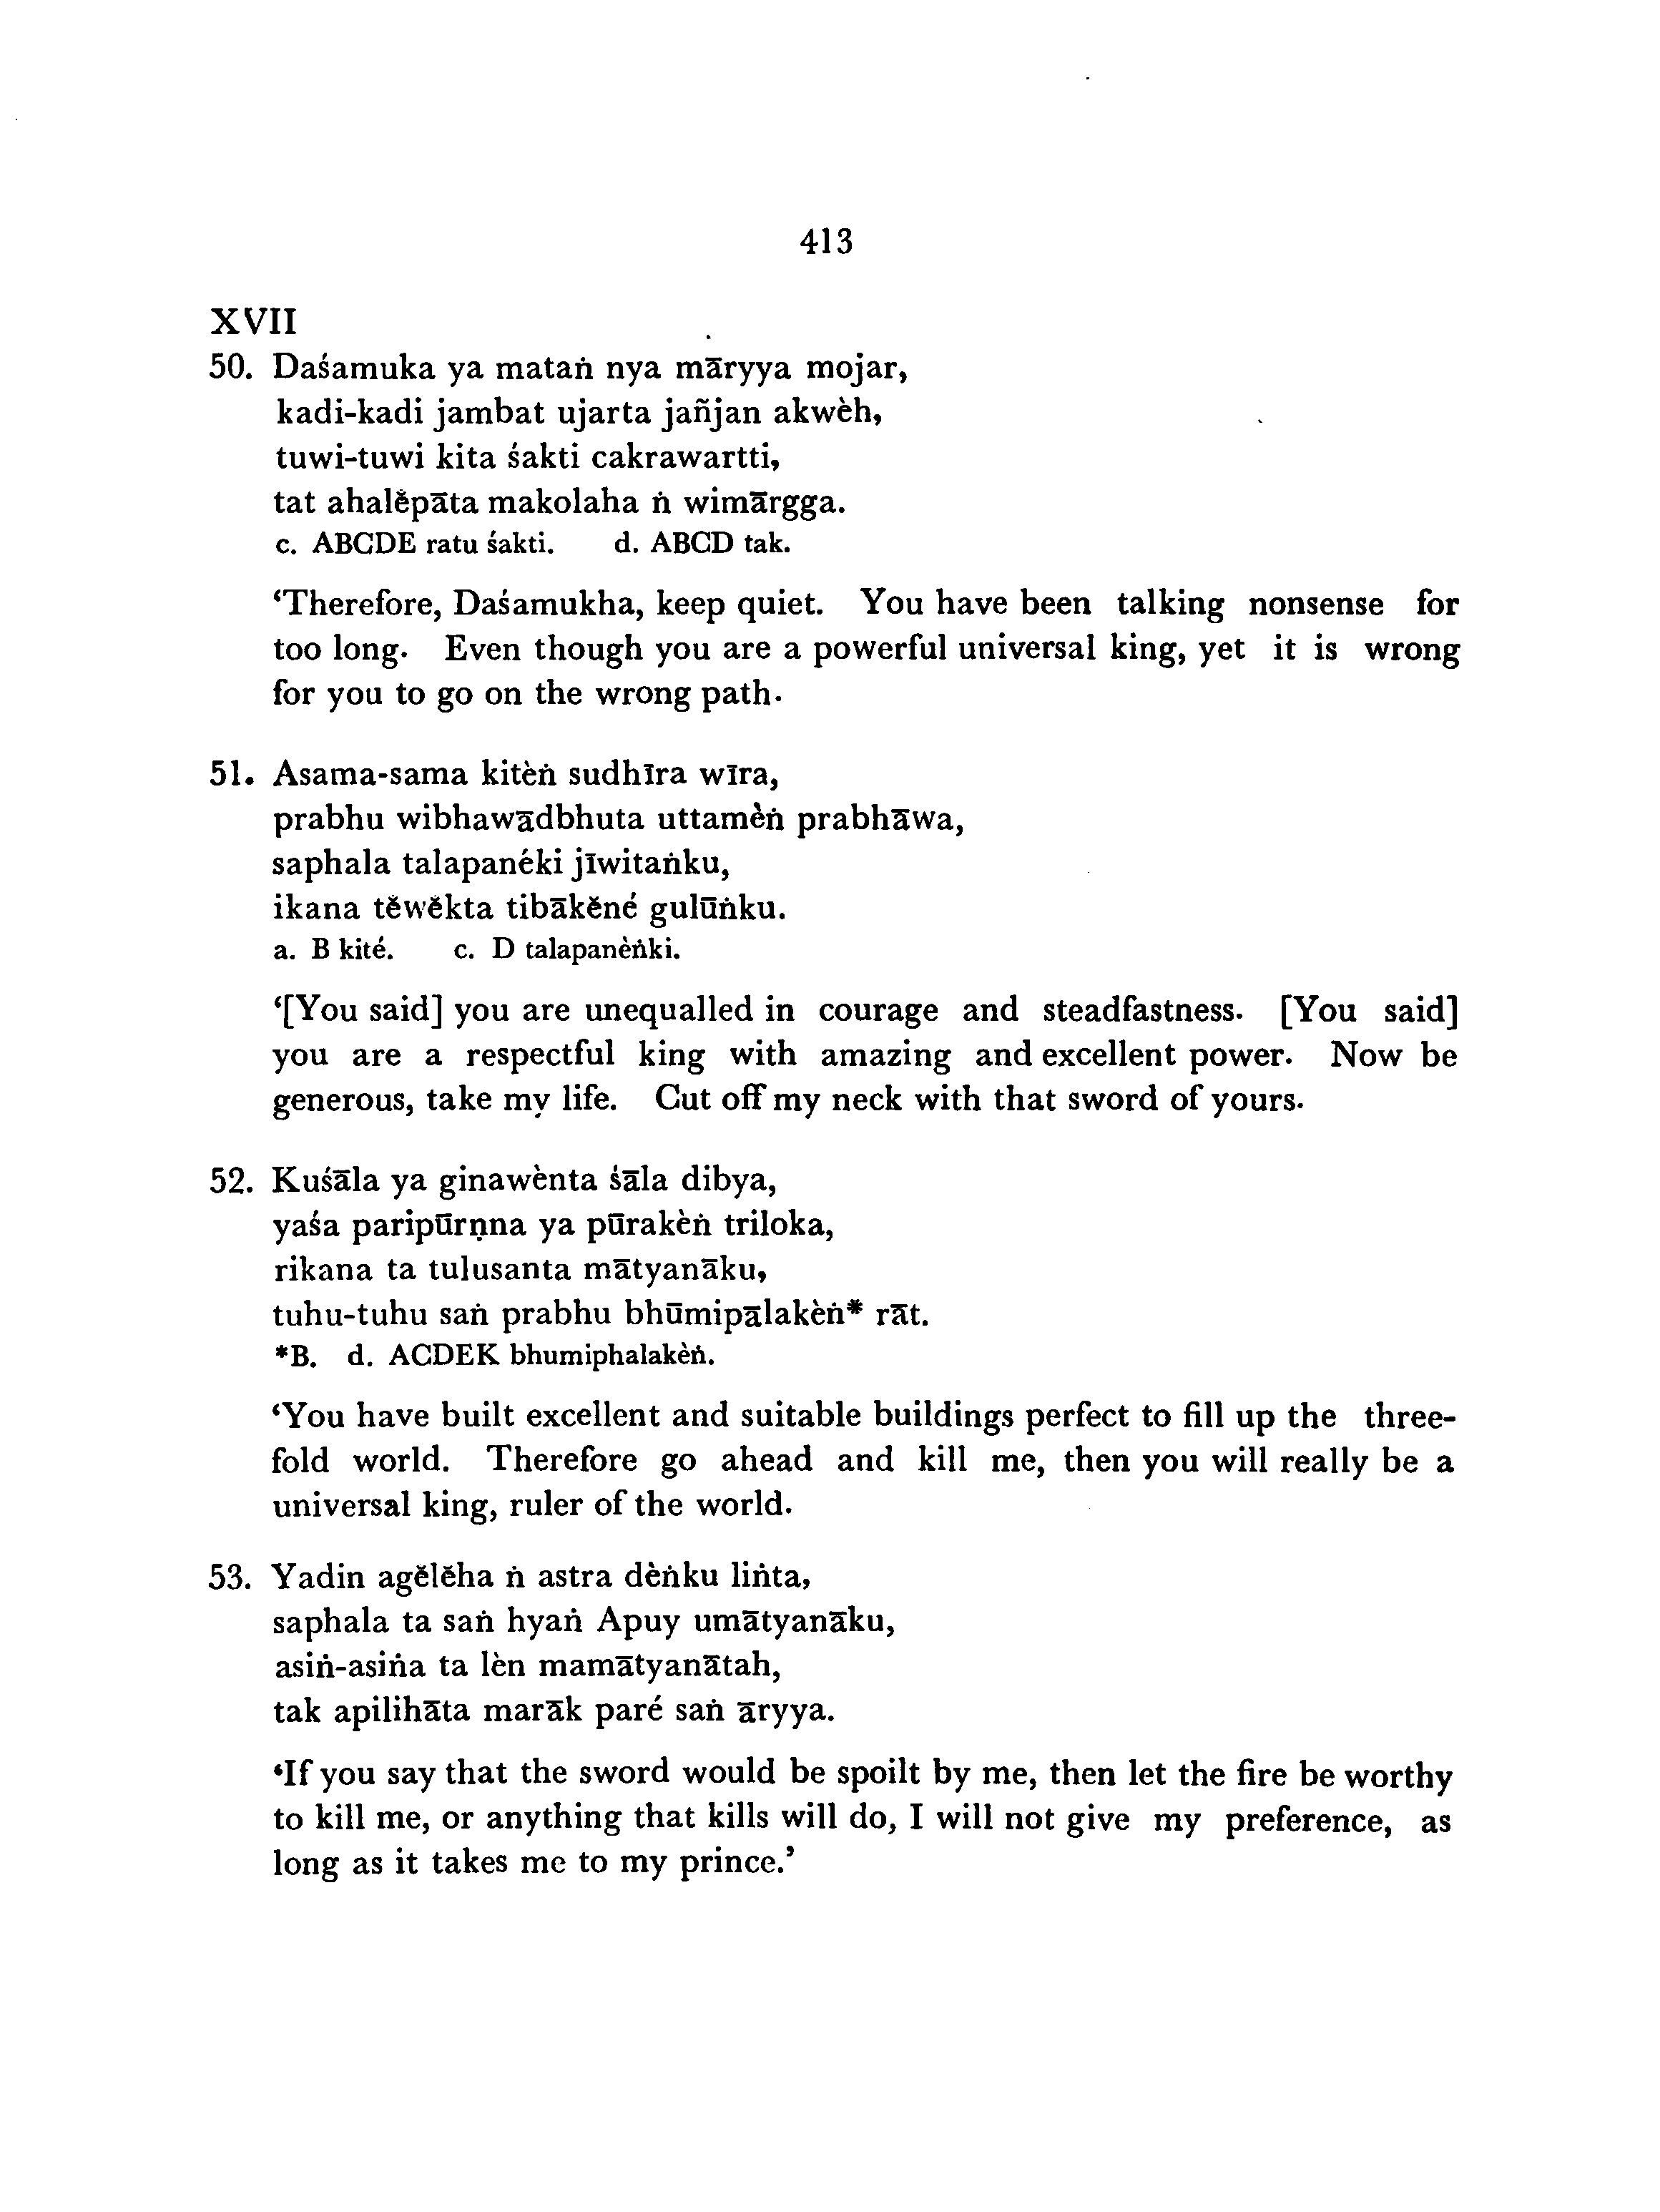 413
XVII
50. Daśamuka ya mataṅ nya māryya mojar,
kadi-kadi jambat ujarta jañjan akwèh,
tuwi-tuwi kita śakti cakrawartti,
tat ahalĕpāta makolaha ṅ wimārgga.
c. ABCDE ratu śakti. d. ABCD tak.
‘Therefore, Daśamukha, keep quiet. You have been talking nonsense for
too long. Even though you are a powerful universal king, yet it is wrong
for you to go on the wrong path.
51. Asama-sama kitèṅ sudhīra wīra,
prabhu wibhawādbhuta uttamèṅ prabhāwa,
saphala talapanéki jīwitaṅku,
ikana tĕwĕkta tibākĕné gulūṅku.
a. B kité. c. D talapanèṅki.
‘[You said] you are unequalled in courage and steadfastness. [You said]
you are a respectful king with amazing and excellent power. Now be
generous, take my life. Cut off my neck with that sword of yours.
52. Kuśāla ya ginawènta śāla dibya,
yaśa paripūrṇna ya pūrakèṅ triloka,
rikana ta tulusanta mātyanāku,
tuhu-tuhu saṅ prabhu bhūmipālakèṅ* rāt.
*B. d. ACDEK bhumiphalakèṅ.
‘You have built excellent and suitable buildings perfect to fill up the three-
fold world. Therefore go ahead and kill me, then you will really be a
universal king, ruler of the world.
53. Yadin agĕlĕha ṅ astra dèṅku liṅta,
saphala ta saṅ hyaṅ Apuy umātyanāku,
asiṅ-asiṅa ta lèn mamātyanātah,
tak apilihāta marāk paré saṅ āryya.
‘If you say that the sword would be spoilt by me, then let the fire be worthy
to kill me, or anything that kills will do, I will not give my preference, as
long as it takes me to my prince.’